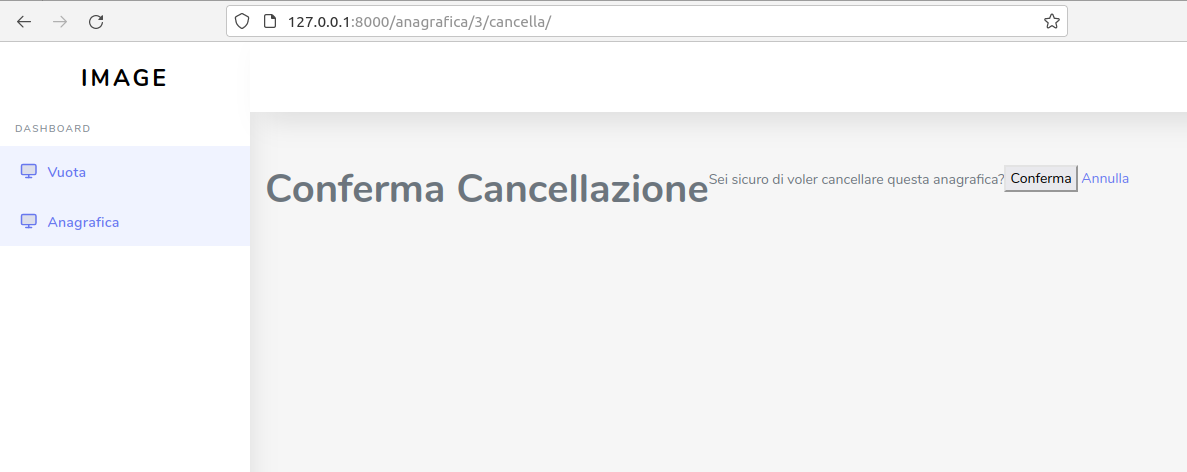 127.0.0.1:8000/anagrafica/3/cancella/
IMAGE
DASHBOARD
Vuota
Anagrafica
Conferma Cancellazione Sei sicuro di voler cancellare questa anagrafica? Conferma Annulla